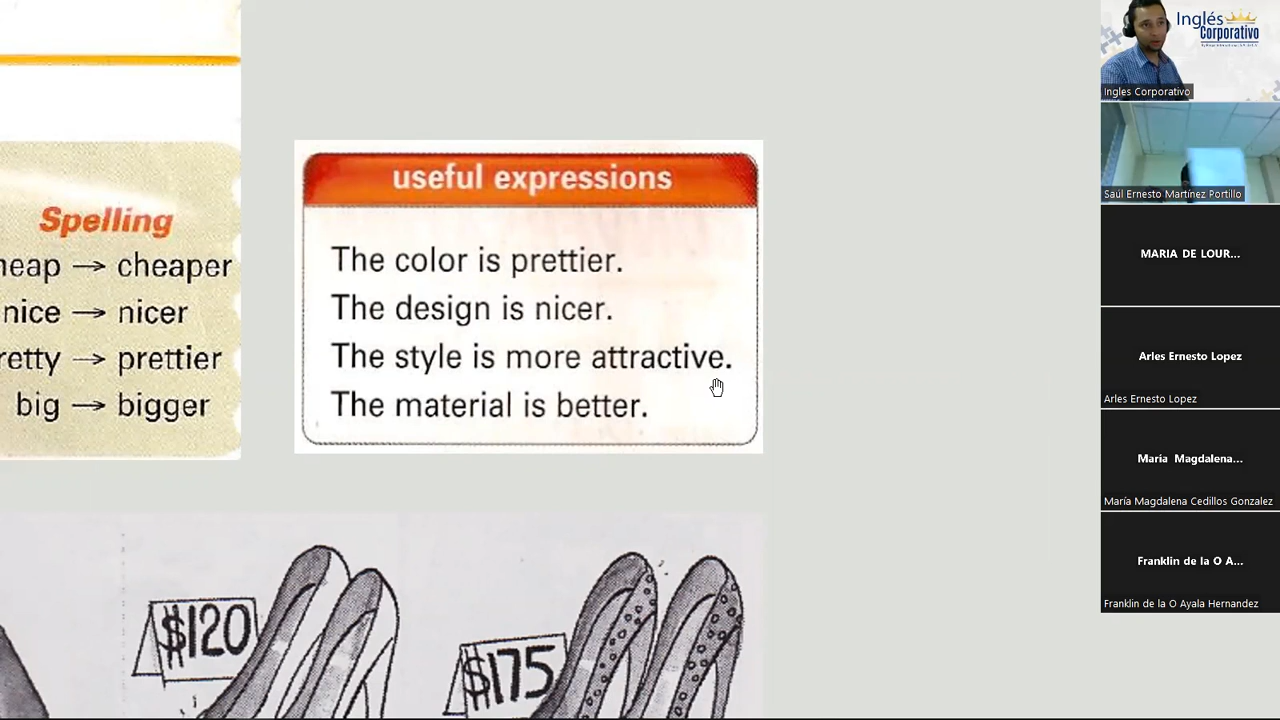 Spelling
heap → cheaper
nice → nicer
retty → prettier
big → bigger
useful expressions
The color is prettier.
The design is nicer.
The style is more attractive.
The material is better.
$120
$175
Inglés
Corporativo
Ingles Corporativo
Saúl Ernesto Martínez Portillo
MARIA DE LOUR...
Arles Ernesto Lopez
Arles Ernesto Lopez
Maria Magdalena...
María Magdalena Cedillos Gonzalez
Franklin de la O A...
Franklin de la O Ayala Hernandez